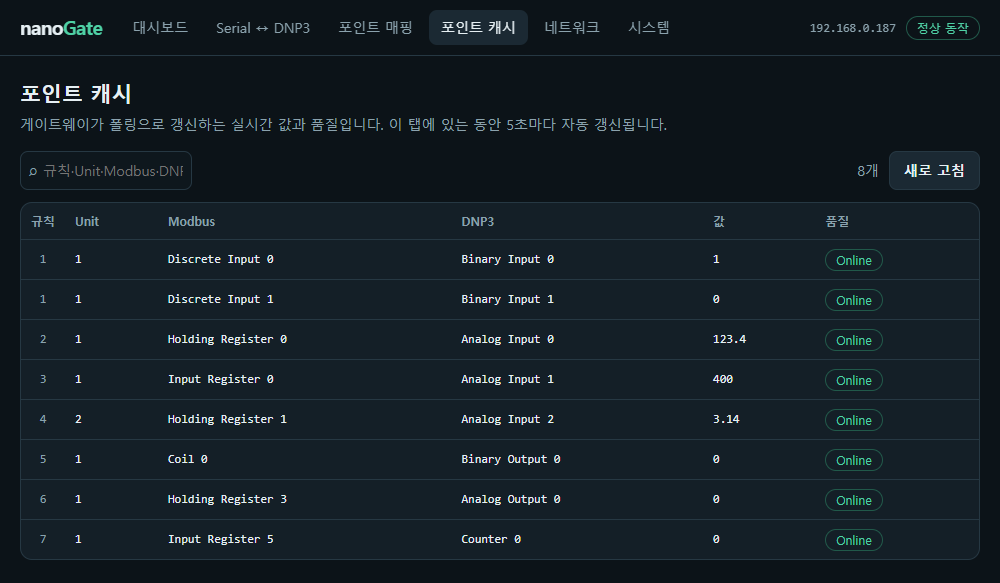 nanoGate 대시보드 Serial ↔ DNP3 포인트 매핑 포인트 캐시 네트워크 시스템 192.168.0.187 정상 동작
포인트 캐시
게이트웨이가 폴링으로 갱신하는 실시간 값과 품질입니다. 이 탭에 있는 동안 5초마다 자동 갱신됩니다.
⌕ 규칙·Unit·Modbus·DNP 8개 새로 고침
규칙 Unit Modbus DNP3 값 품질
1 1 Discrete Input 0 Binary Input 0 1 Online
1 1 Discrete Input 1 Binary Input 1 0 Online
2 1 Holding Register 0 Analog Input 0 123.4 Online
3 1 Input Register 0 Analog Input 1 400 Online
4 2 Holding Register 1 Analog Input 2 3.14 Online
5 1 Coil 0 Binary Output 0 0 Online
6 1 Holding Register 3 Analog Output 0 0 Online
7 1 Input Register 5 Counter 0 0 Online